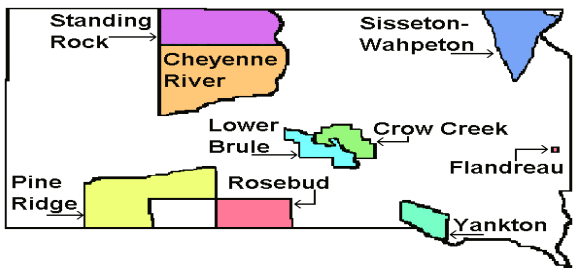 Standing
Rock
Cheyenne
River
Sisseton-
Wahpeton
Lower
Brule
Crow Creek
Flandreau
Pine
Ridge
Rosebud
Yankton